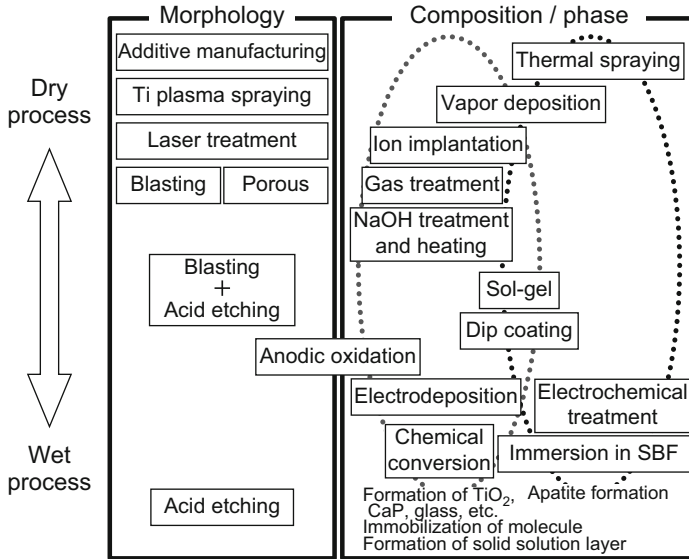 Morphology
Composition / phase
Dry
process
Wet
process
Additive manufacturing
Ti plasma spraying
Laser treatment
Blasting
Porous
Blasting
+
Acid etching
Acid etching
Anodic oxidation
Thermal spraying
Vapor deposition
Ion implantation
Gas treatment
NaOH treatment
and heating
Sol-gel
Dip coating
Electrodeposition
Electrochemical
treatment
Chemical
conversion
Immersion in SBF
Formation of TiO₂,
CaP, glass, etc.
Immobilization of molecule
Formation of solid solution layer
Apatite formation